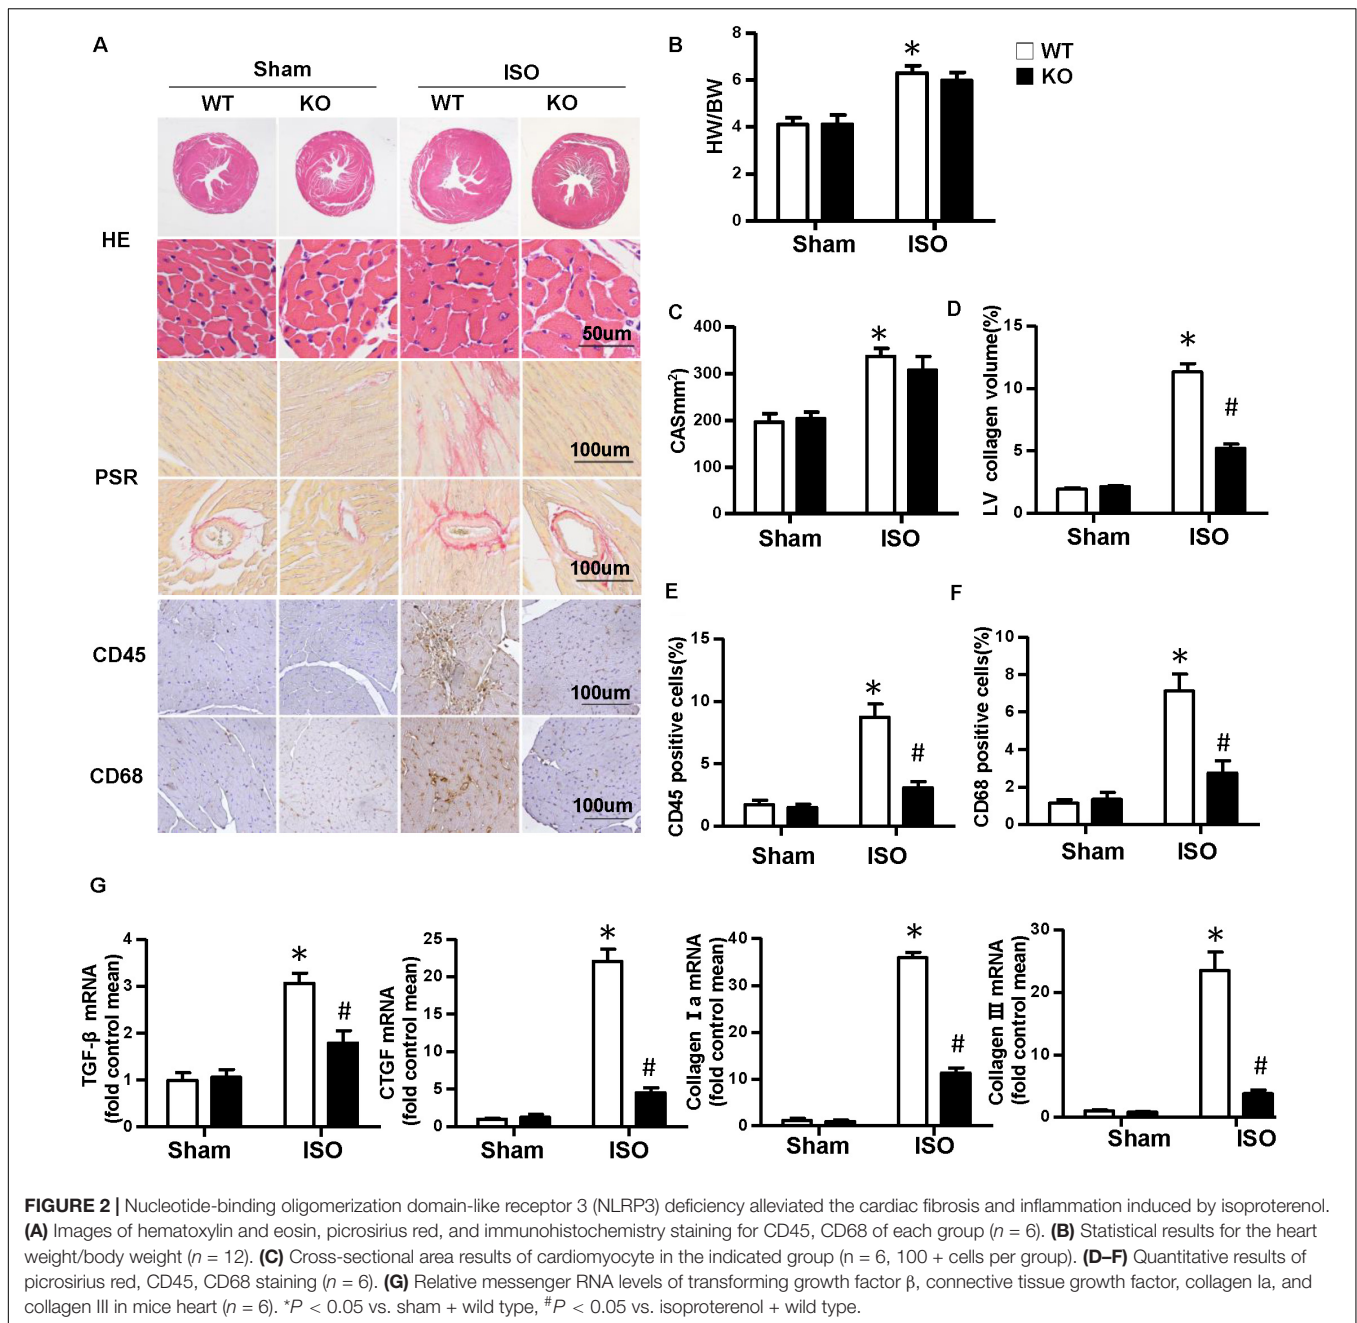 A
Sham
ISO
WT
KO
WT
KO
HE
50um
100um
PSR
100um
CD45
100um
CD68
100um
B
HW/BW
8
6
4
2
0
*
Sham
ISO
WT
KO
C
CASmm²)
400
300
200
100
0
*
Sham
ISO
D
LV collagen volume(%)
15
10
5
0
*
#
Sham
ISO
E
CD45 positive cells(%)
15
10
5
0
*
#
Sham
ISO
F
CD68 positive cells(%)
10
8
6
4
2
0
*
#
Sham
ISO
G
TGF-β mRNA
(fold control mean)
4
3
2
1
0
*
#
Sham
ISO
CTGF mRNA
(fold control mean)
25
20
15
10
5
0
*
#
Sham
ISO
Collagen Ⅰ a mRNA
(fold control mean)
40
30
20
10
0
*
#
Sham
ISO
Collagen Ⅲ mRNA
(fold control mean)
30
20
10
0
*
#
Sham
ISO
FIGURE 2 | Nucleotide-binding oligomerization domain-like receptor 3 (NLRP3) deficiency alleviated the cardiac fibrosis and inflammation induced by isoproterenol.
(A) Images of hematoxylin and eosin, picrosirius red, and immunohistochemistry staining for CD45, CD68 of each group (n = 6). (B) Statistical results for the heart
weight/body weight (n = 12). (C) Cross-sectional area results of cardiomyocyte in the indicated group (n = 6, 100 + cells per group). (D–F) Quantitative results of
picrosirius red, CD45, CD68 staining (n = 6). (G) Relative messenger RNA levels of transforming growth factor β, connective tissue growth factor, collagen Ia, and
collagen III in mice heart (n = 6). *P < 0.05 vs. sham + wild type, #P < 0.05 vs. isoproterenol + wild type.